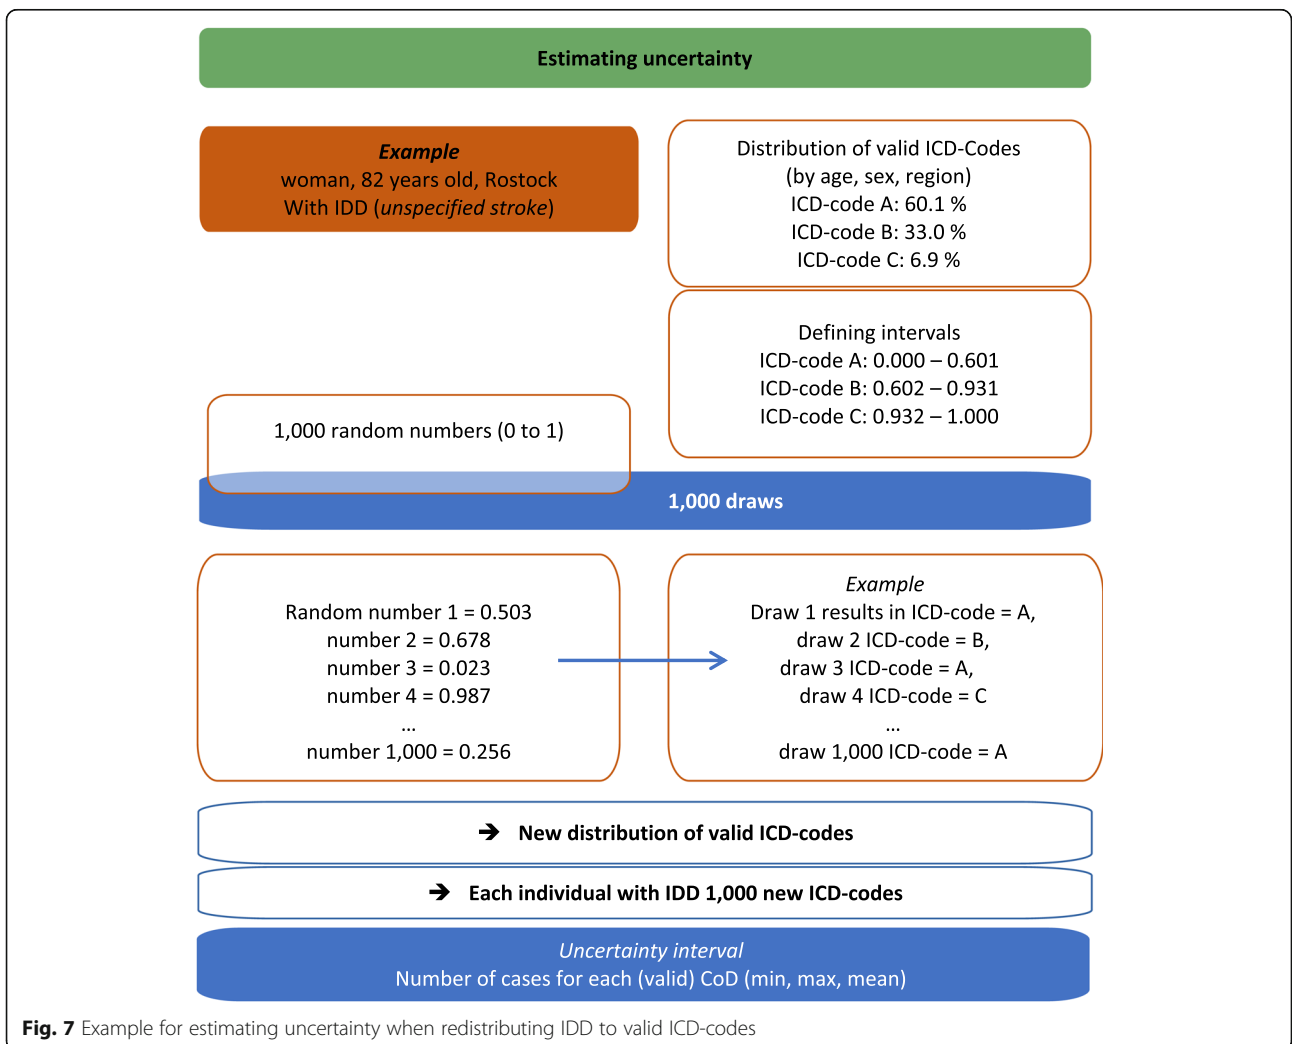 Estimating uncertainty
Example
woman, 82 years old, Rostock
With IDD (unspecified stroke)
Distribution of valid ICD-Codes
(by age, sex, region)
ICD-code A: 60.1 %
ICD-code B: 33.0 %
ICD-code C: 6.9 %
Defining intervals
ICD-code A: 0.000 – 0.601
ICD-code B: 0.602 – 0.931
ICD-code C: 0.932 – 1.000
1,000 random numbers (0 to 1)
1,000 draws
Random number 1 = 0.503
number 2 = 0.678
number 3 = 0.023
number 4 = 0.987
...
number 1,000 = 0.256
Example
Draw 1 results in ICD-code = A,
draw 2 ICD-code = B,
draw 3 ICD-code = A,
draw 4 ICD-code = C
...
draw 1,000 ICD-code = A
➔ New distribution of valid ICD-codes
➔ Each individual with IDD 1,000 new ICD-codes
Uncertainty interval
Number of cases for each (valid) CoD (min, max, mean)
Fig. 7 Example for estimating uncertainty when redistributing IDD to valid ICD-codes